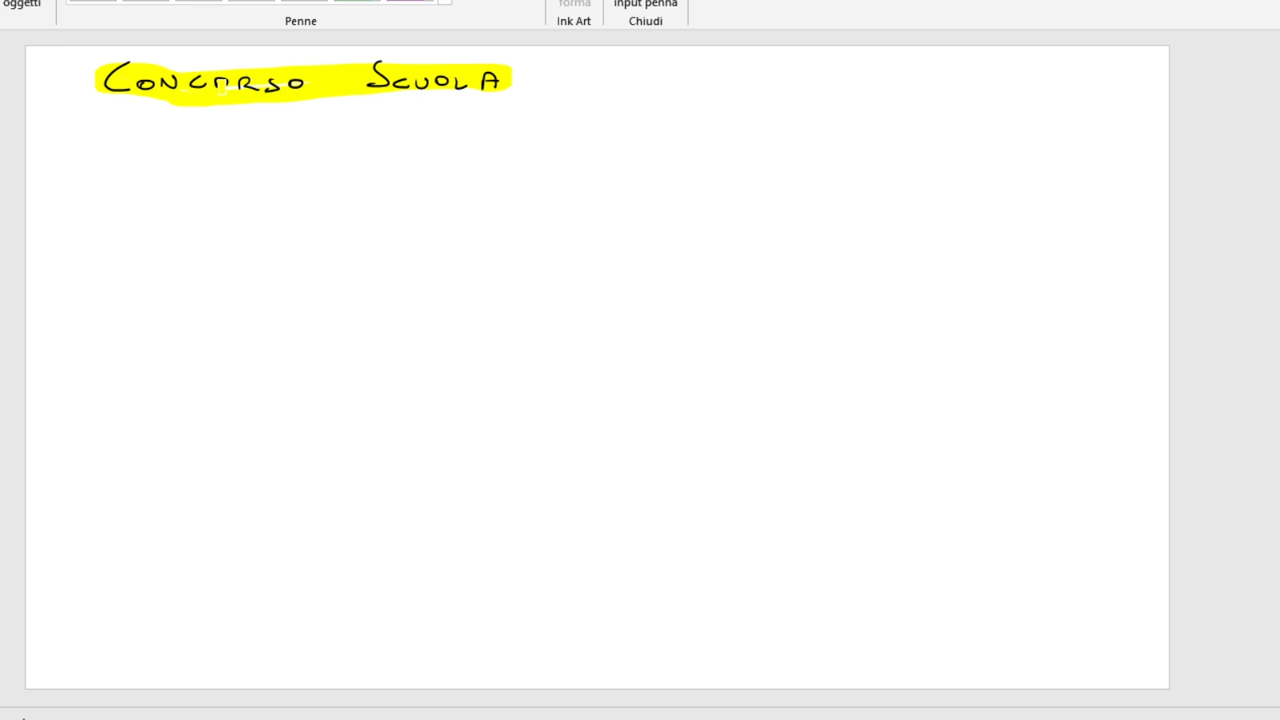 oggetti
Penne
forma
Ink Art
input penna
Chiudi
CONCORSO SCUOLA